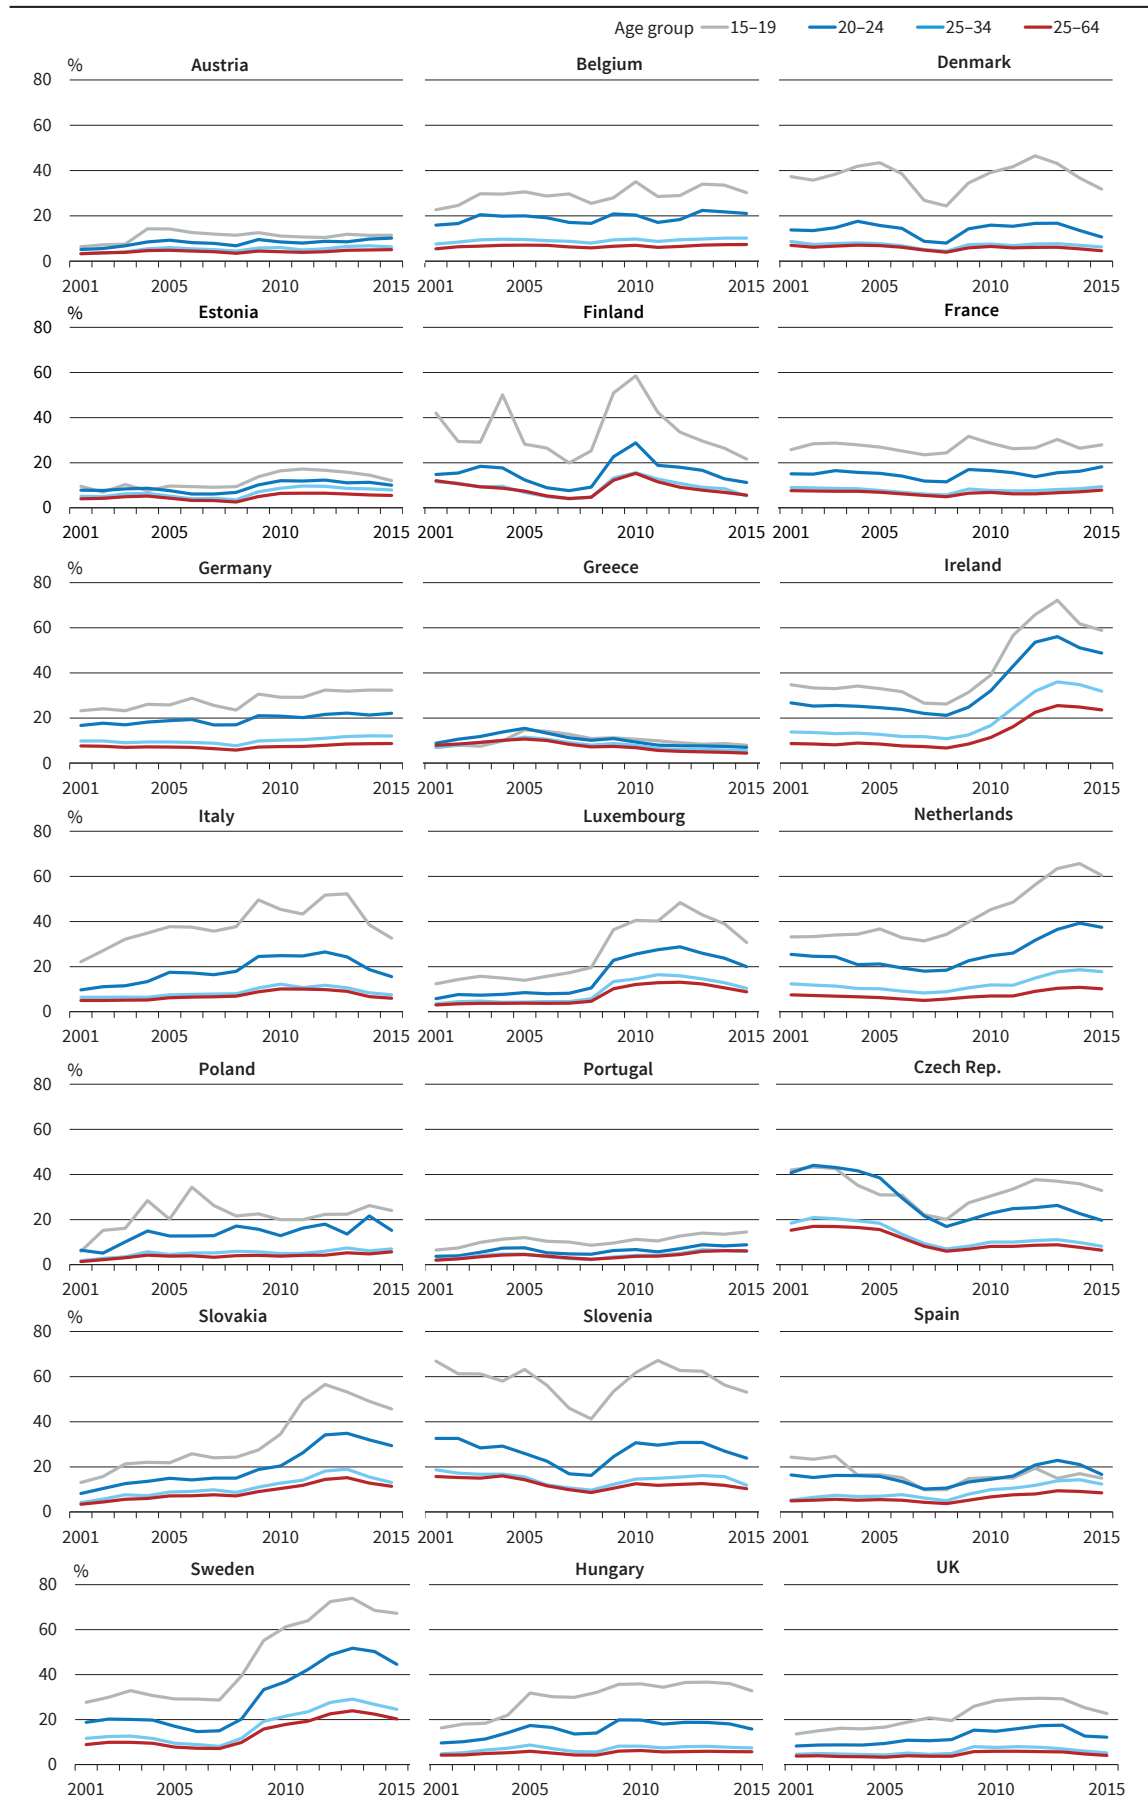 Age group 15–19 20–24 25–34 25–64
% Austria Belgium Denmark
80
60
40
20
0
2001 2005 2010 2015 2001 2005 2010 2015 2001 2005 2010 2015
% Estonia Finland France
80
60
40
20
0
2001 2005 2010 2015 2001 2005 2010 2015 2001 2005 2010 2015
% Germany Greece Ireland
80
60
40
20
0
2001 2005 2010 2015 2001 2005 2010 2015 2001 2005 2010 2015
% Italy Luxembourg Netherlands
80
60
40
20
0
2001 2005 2010 2015 2001 2005 2010 2015 2001 2005 2010 2015
% Poland Portugal Czech Rep.
80
60
40
20
0
2001 2005 2010 2015 2001 2005 2010 2015 2001 2005 2010 2015
% Slovakia Slovenia Spain
80
60
40
20
0
2001 2005 2010 2015 2001 2005 2010 2015 2001 2005 2010 2015
% Sweden Hungary UK
80
60
40
20
0
2001 2005 2010 2015 2001 2005 2010 2015 2001 2005 2010 2015